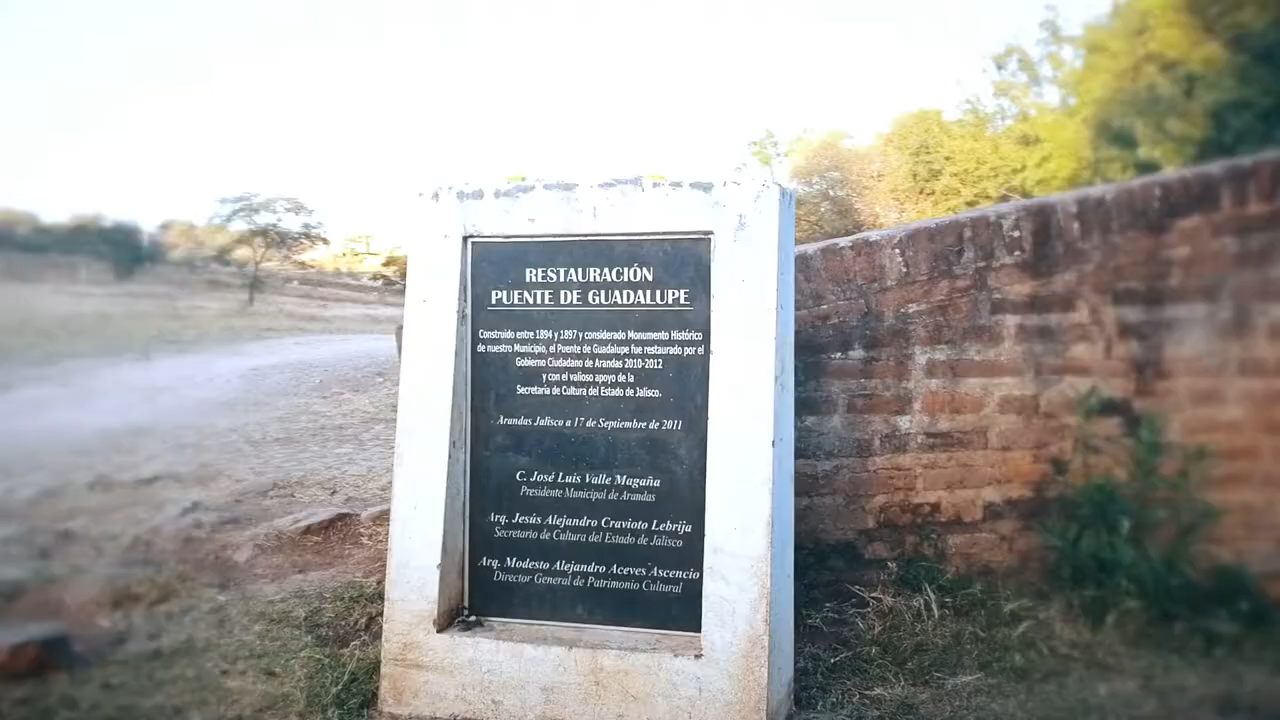 RESTAURACIÓN
PUENTE DE GUADALUPE
Construido entre 1894 y 1897 y considerado Monumento Histórico
de nuestro Municipio, el Puente de Guadalupe fue restaurado por el
Gobierno Ciudadano de Arandas 2010-2012
y con el valioso apoyo de la
Secretaría de Cultura del Estado de Jalisco.
Arandas Jalisco a 17 de Septiembre de 2011
C. José Luis Valle Magaña
Presidente Municipal de Arandas
Arq. Jesús Alejandro Cravioto Lebrija
Secretario de Cultura del Estado de Jalisco
Arq. Modesto Alejandro Aceves Ascencio
Director General de Patrimonio Cultural